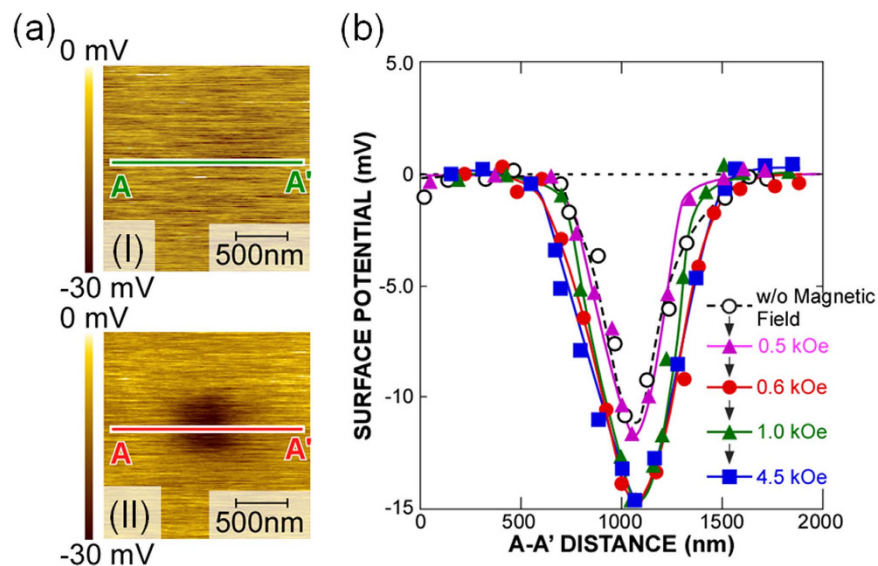 (a)
0 mV
A A'
(I)
500nm
-30 mV
0 mV
A A'
(II)
500nm
-30 mV
(b)
SURFACE POTENTIAL (mV)
5.0
0
-5.0
-10
-15
0 500 1000 1500 2000
A-A' DISTANCE (nm)
w/o Magnetic
Field
0.5 kOe
0.6 kOe
1.0 kOe
4.5 kOe